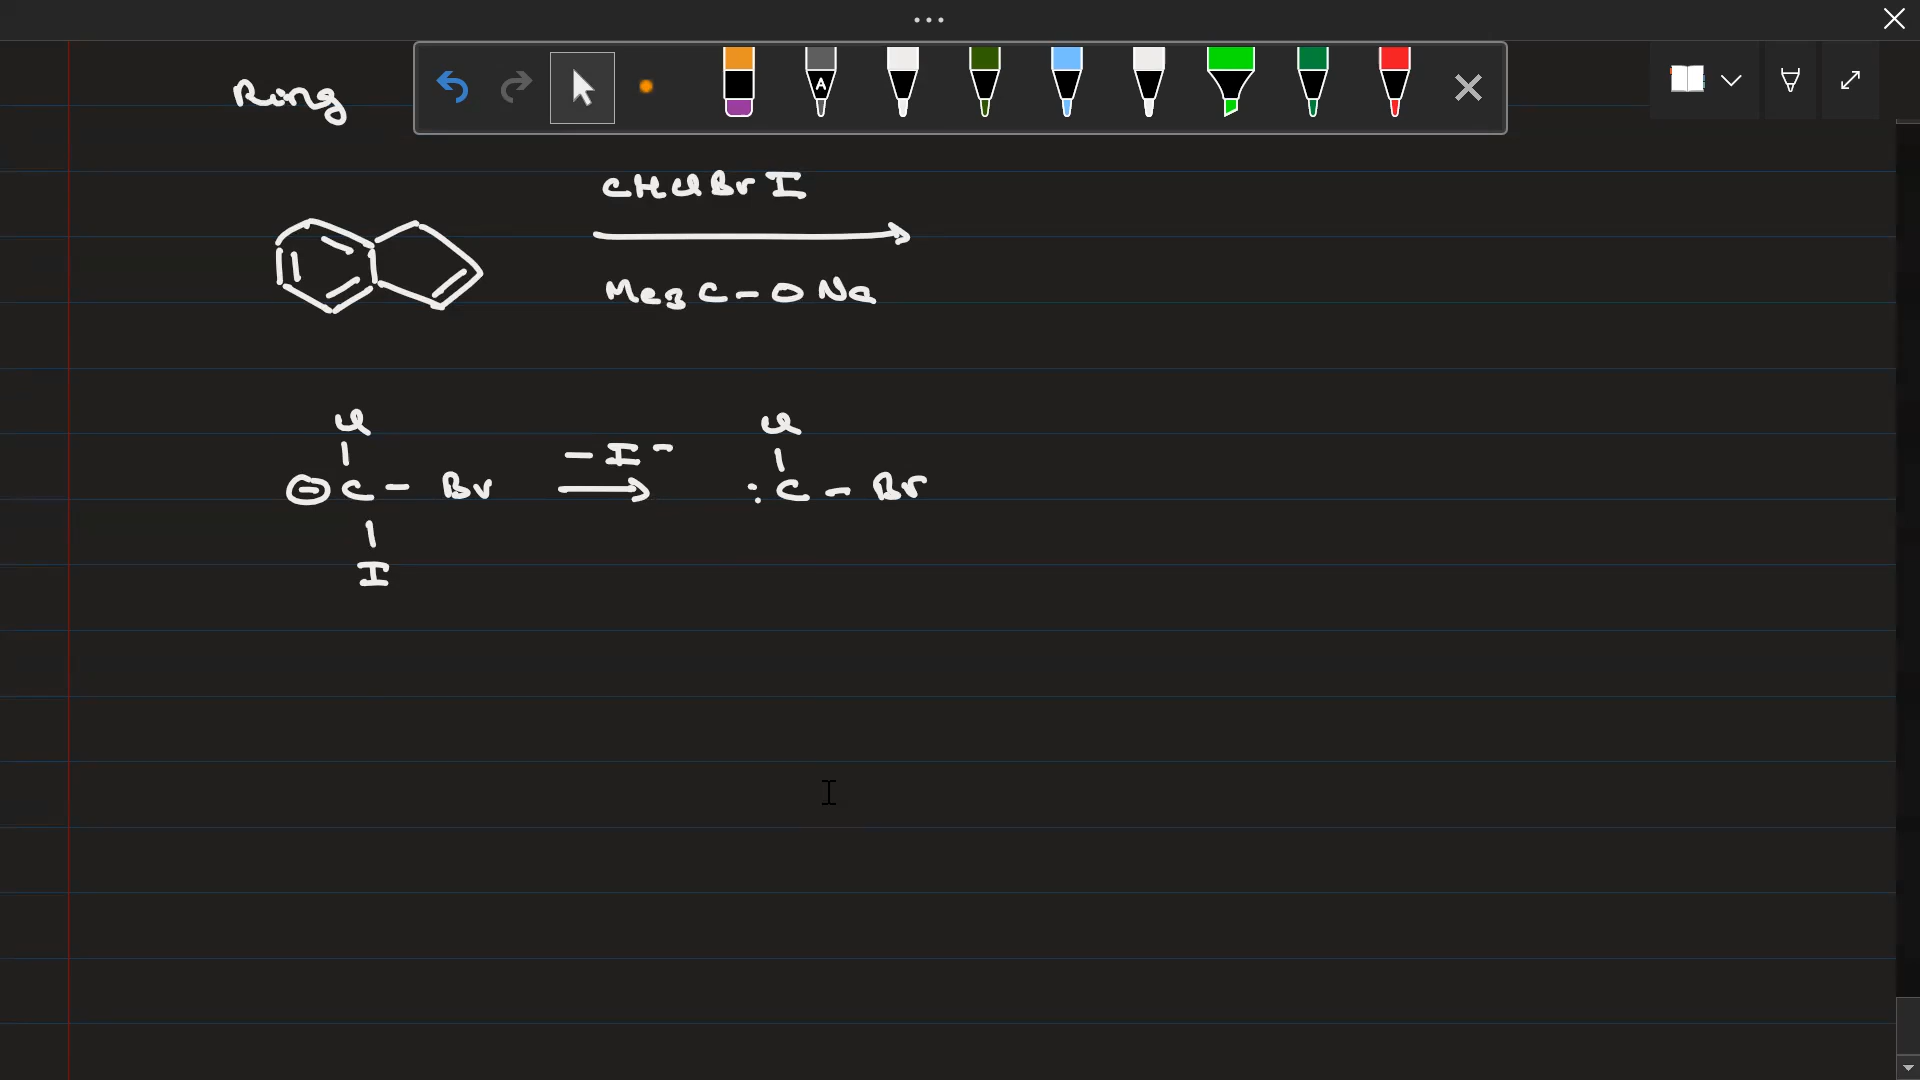 Ring
CHClBrI
Me3C-ONa
Cl
⊖C-Br
I
-I⁻
Cl
:C-Br